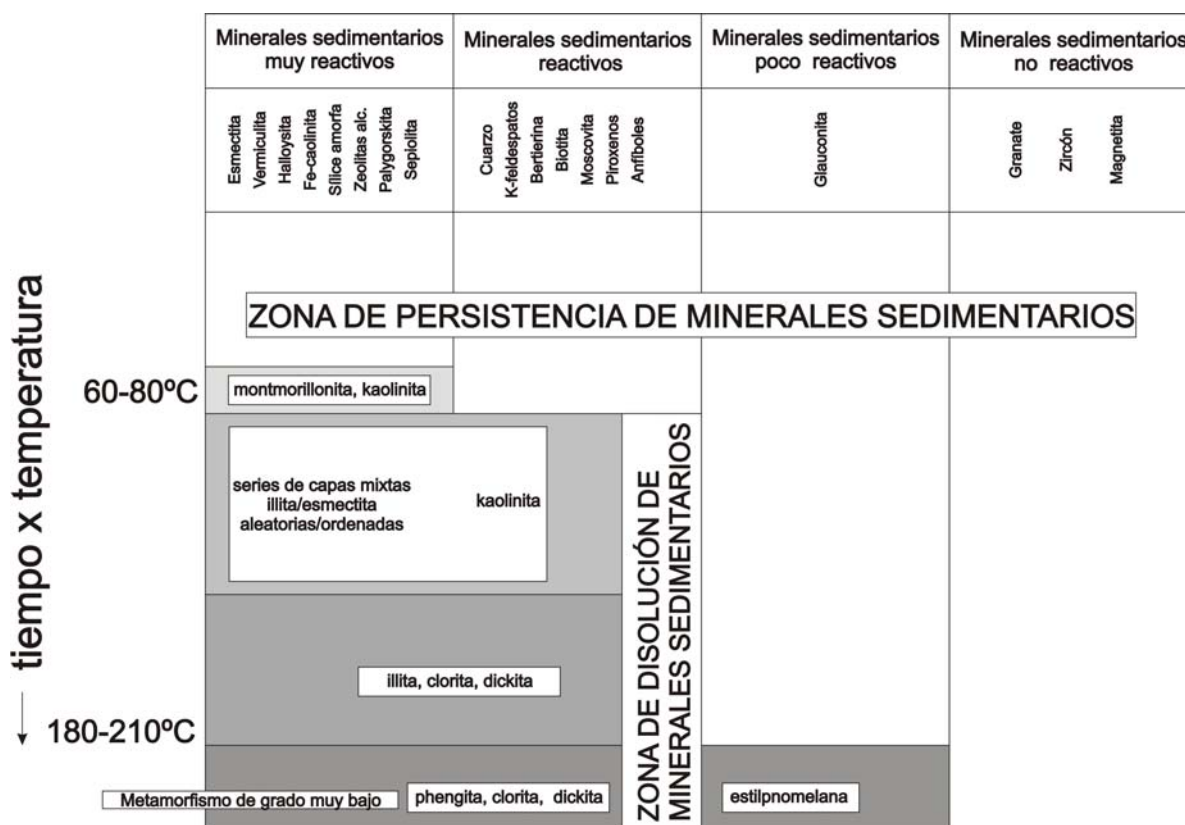 Minerales sedimentarios
muy reactivos
Minerales sedimentarios
reactivos
Minerales sedimentarios
poco reactivos
Minerales sedimentarios
no reactivos
Esmectita
Vermiculita
Halloysita
Fe-caolinita
Sílice amorfa
Zeolitas alc.
Palygorskita
Sepiolita
Cuarzo
K-feldespatos
Bertierina
Biotita
Moscovita
Piroxenos
Anfíboles
Glauconita
Granate
Zircón
Magnetita
ZONA DE PERSISTENCIA DE MINERALES SEDIMENTARIOS
tiempo x temperatura
60-80ºC
montmorillonita, kaolinita
series de capas mixtas
illita/esmectita
aleatorias/ordenadas
kaolinita
ZONA DE DISOLUCIÓN DE
MINERALES SEDIMENTARIOS
illita, clorita, dickita
180-210ºC
Metamorfismo de grado muy bajo
phengita, clorita, dickita
estilpnomelana